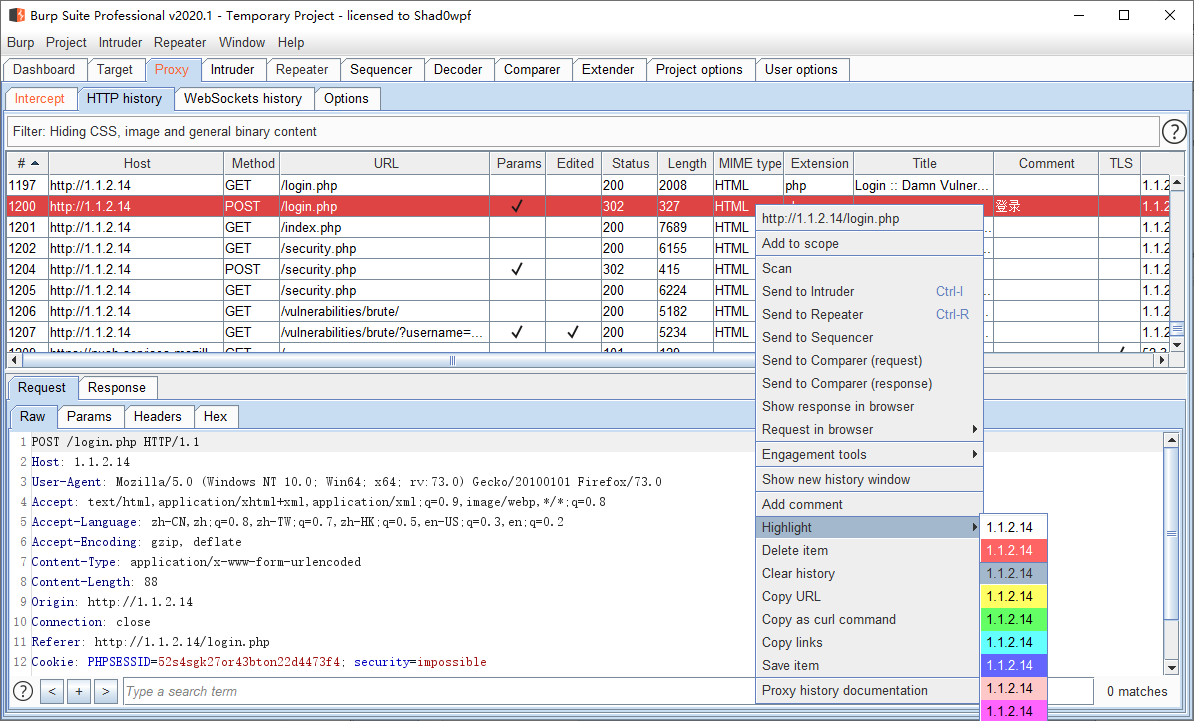 Burp Suite Professional v2020.1 - Temporary Project - licensed to Shad0wpf
Burp Project Intruder Repeater Window Help
Dashboard Target Proxy Intruder Repeater Sequencer Decoder Comparer Extender Project options User options
Intercept HTTP history WebSockets history Options
Filter: Hiding CSS, image and general binary content ?
# Host Method URL Params Edited Status Length MIME type Extension Title Comment TLS
1197 http://1.1.2.14 GET /login.php 200 2008 HTML php Login :: Damn Vulner... 1.1.2
1200 http://1.1.2.14 POST /login.php ✓ 302 327 HTML 登录 1.1.2
1201 http://1.1.2.14 GET /index.php 200 7689 HTML 1.1.2
1202 http://1.1.2.14 GET /security.php 200 6155 HTML 1.1.2
1204 http://1.1.2.14 POST /security.php ✓ 302 415 HTML 1.1.2
1205 http://1.1.2.14 GET /security.php 200 6224 HTML 1.1.2
1206 http://1.1.2.14 GET /vulnerabilities/brute/ 200 5182 HTML 1.1.2
1207 http://1.1.2.14 GET /vulnerabilities/brute/?username=... ✓ ✓ 200 5234 HTML 1.1.2
http://1.1.2.14/login.php
Add to scope
Scan
Send to Intruder Ctrl-I
Send to Repeater Ctrl-R
Send to Sequencer
Send to Comparer (request)
Send to Comparer (response)
Show response in browser
Request in browser
Engagement tools
Show new history window
Add comment
Highlight
Delete item
Clear history
Copy URL
Copy as curl command
Copy links
Save item
Proxy history documentation
1.1.2.14
1.1.2.14
1.1.2.14
1.1.2.14
1.1.2.14
1.1.2.14
1.1.2.14
1.1.2.14
1.1.2.14
Request Response
Raw Params Headers Hex
1 POST /login.php HTTP/1.1
2 Host: 1.1.2.14
3 User-Agent: Mozilla/5.0 (Windows NT 10.0; Win64; x64; rv:73.0) Gecko/20100101 Firefox/73.0
4 Accept: text/html,application/xhtml+xml,application/xml;q=0.9,image/webp,*/*;q=0.8
5 Accept-Language: zh-CN,zh;q=0.8,zh-TW;q=0.7,zh-HK;q=0.5,en-US;q=0.3,en;q=0.2
6 Accept-Encoding: gzip, deflate
7 Content-Type: application/x-www-form-urlencoded
8 Content-Length: 88
9 Origin: http://1.1.2.14
10 Connection: close
11 Referer: http://1.1.2.14/login.php
12 Cookie: PHPSESSID=52s4sgk27or43bton22d4473f4; security=impossible
? < + > Type a search term 0 matches